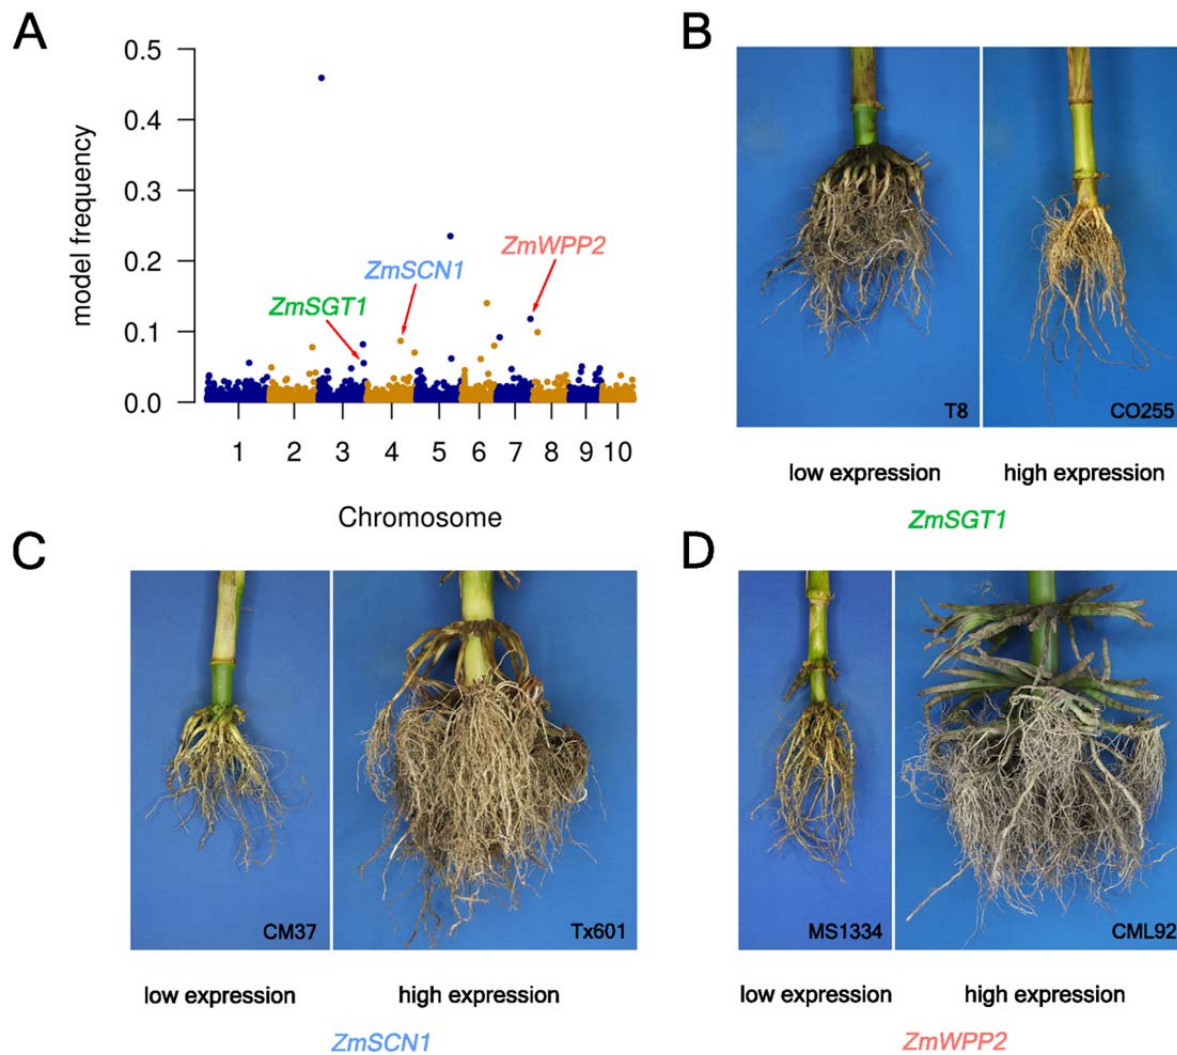 A
0.5
0.4
0.3
0.2
0.1
0.0
model frequency
ZmSGT1
ZmSCN1
ZmWPP2
1 2 3 4 5 6 7 8 9 10
Chromosome
B
T8
CO255
low expression
high expression
ZmSGT1
C
CM37
Tx601
low expression
high expression
ZmSCN1
D
MS1334
CML92
low expression
high expression
ZmWPP2